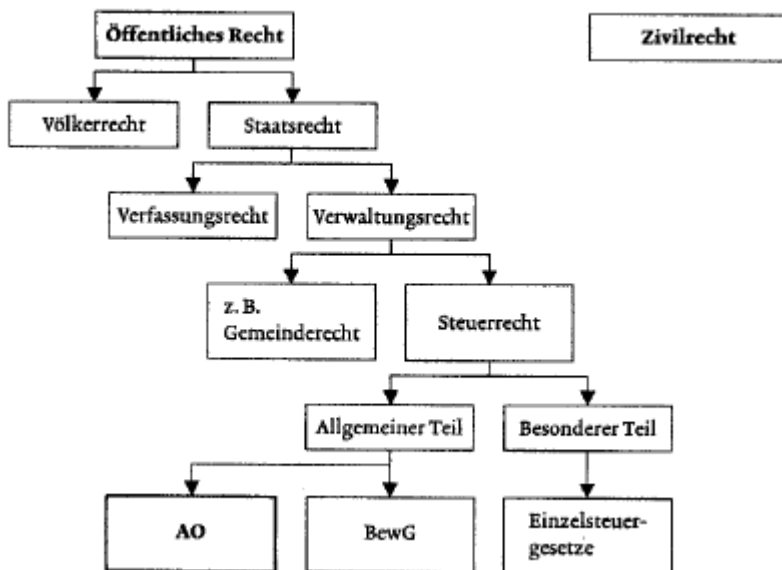 Öffentliches Recht
Zivilrecht
Völkerrecht
Staatsrecht
Verfassungsrecht
Verwaltungsrecht
z. B.
Gemeinderecht
Steuerrecht
Allgemeiner Teil
Besonderer Teil
AO
BewG
Einzelsteuer-
gesetze